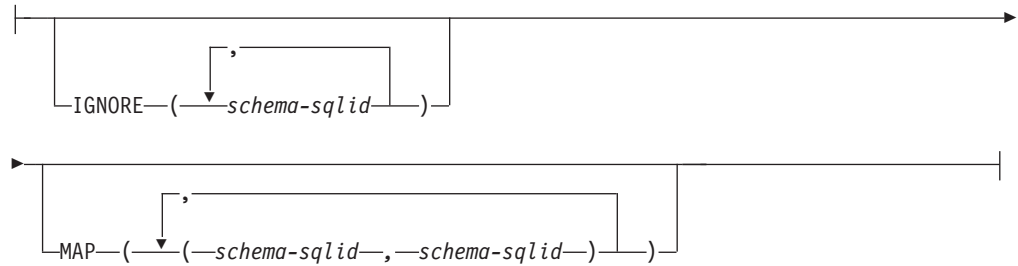 ,
IGNORE ( schema-sqlid )
,
MAP ( ( schema-sqlid , schema-sqlid ) )